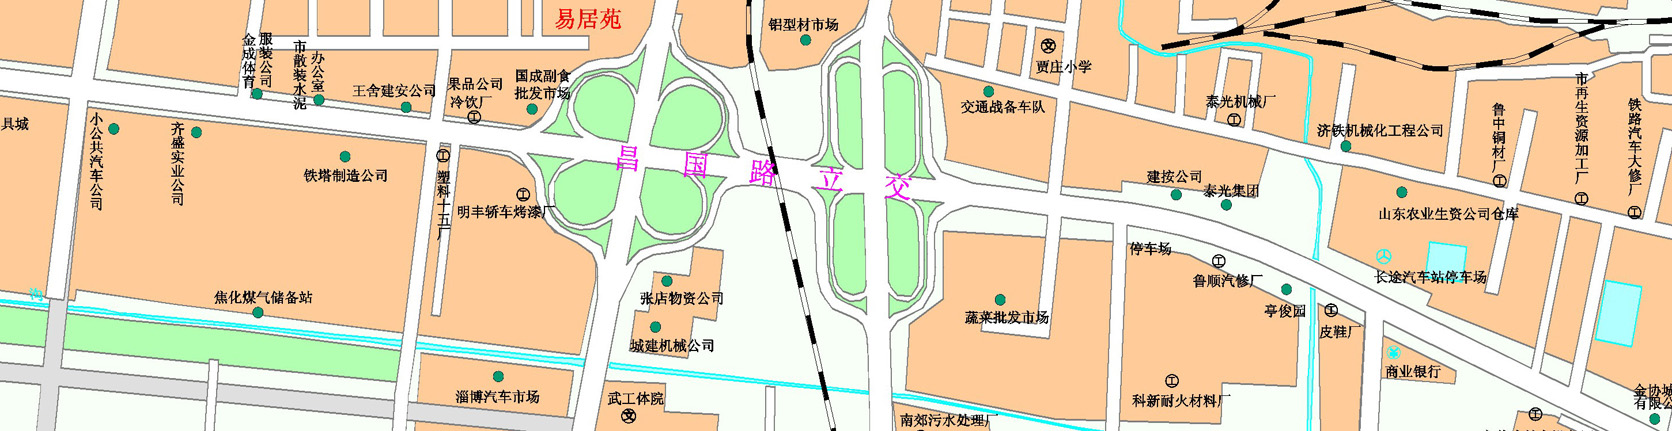 易居苑
铝型材市场
服装公司
金成体育
市散装水泥
办公室
王舍建安公司
果品公司
冷饮厂
国成副食
批发市场
贾庄小学
交通战备车队
泰光机械厂
济铁机械化工程公司
鲁中铜材厂
市再生资源加工厂
铁路汽车大修厂
具城
小公共汽车公司
齐盛实业公司
铁塔制造公司
塑料十五厂
明丰轿车烤漆厂
昌国路立交
建按公司
泰光集团
山东农业生资公司仓库
停车场
鲁顺汽修厂
长途汽车站停车场
沟
焦化煤气储备站
张店物资公司
城建机械公司
蔬菜批发市场
亭俊园
皮鞋厂
商业银行
淄博汽车市场
武工体院
科新耐火材料厂
南郊污水处理厂
金协城
有限公